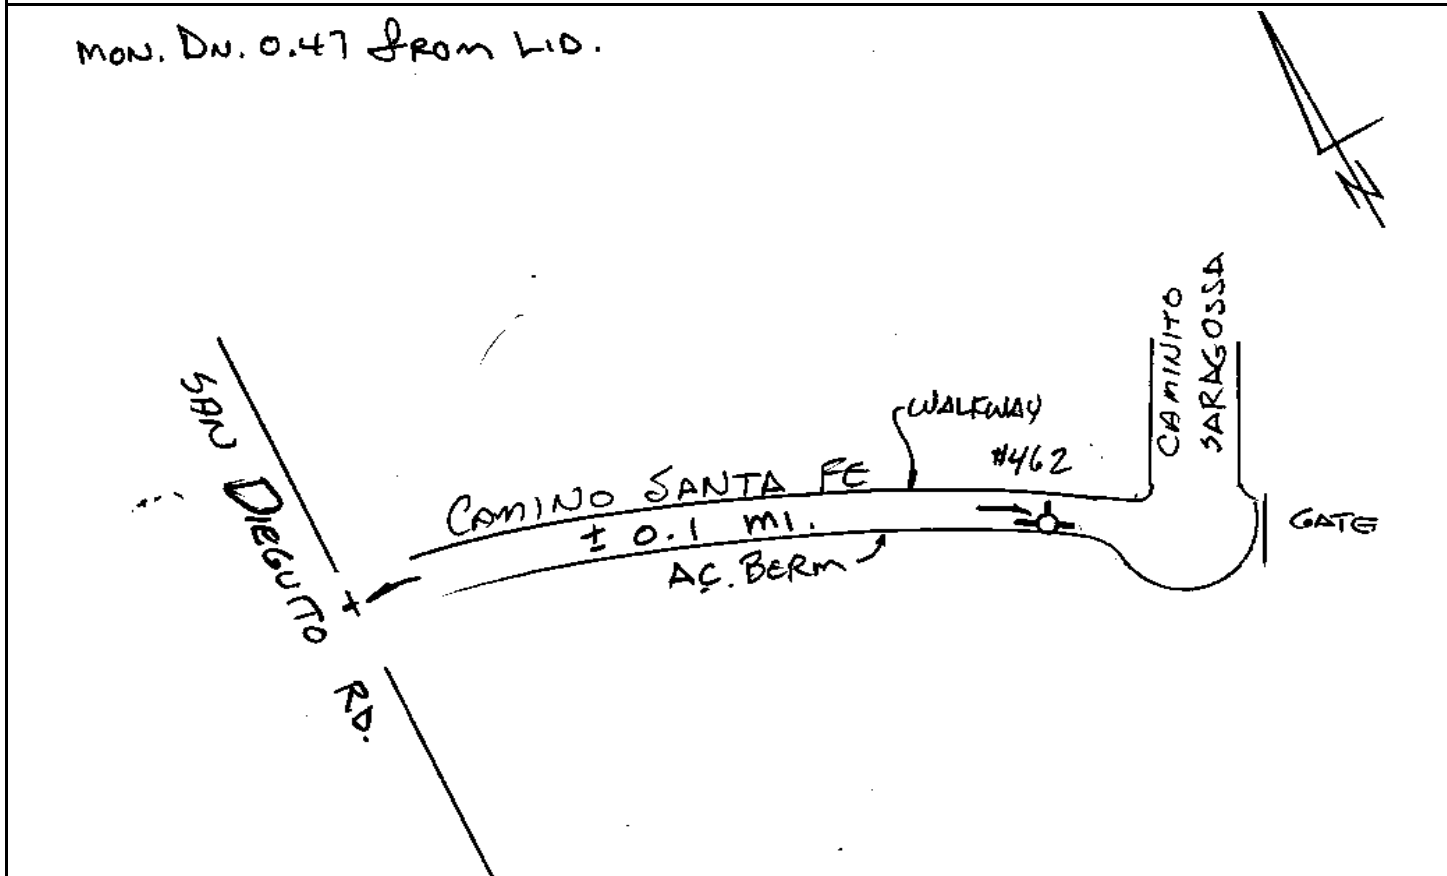 MON. DN. 0.47 from LID.
N
SAN DIEGUITO RD.
CAMINO SANTA FE
± 0.1 MI.
A.C. BERM
WALKWAY
#462
CAMINITO
SARAGOSSA
GATE